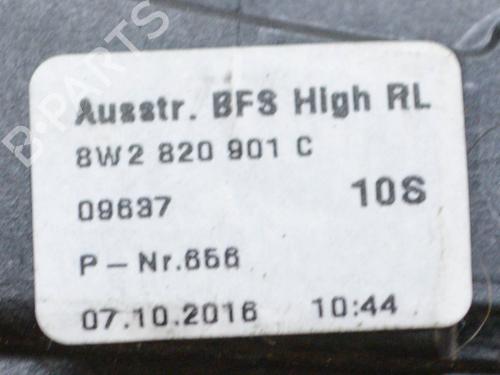 Ausstr. BFS High RL
8W2 820 901 C
09637 10S
P-Nr.656
07.10.2016 10:44
B-PARTS